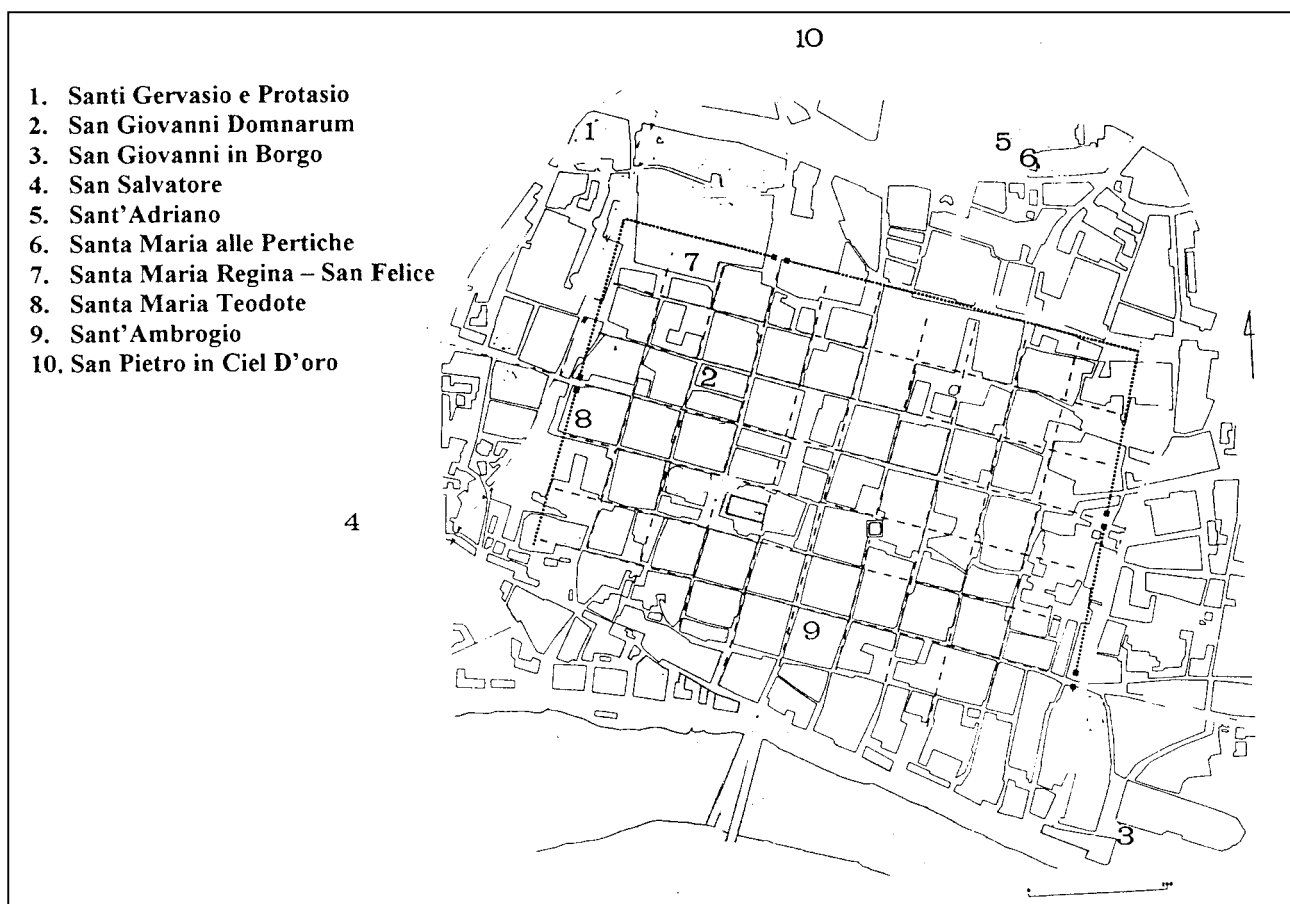 10
1. Santi Gervasio e Protasio
2. San Giovanni Domnarum
3. San Giovanni in Borgo
4. San Salvatore
5. Sant’Adriano
6. Santa Maria alle Pertiche
7. Santa Maria Regina – San Felice
8. Santa Maria Teodote
9. Sant’Ambrogio
10. San Pietro in Ciel D’oro
1
5
6
7
2
8
4
9
3